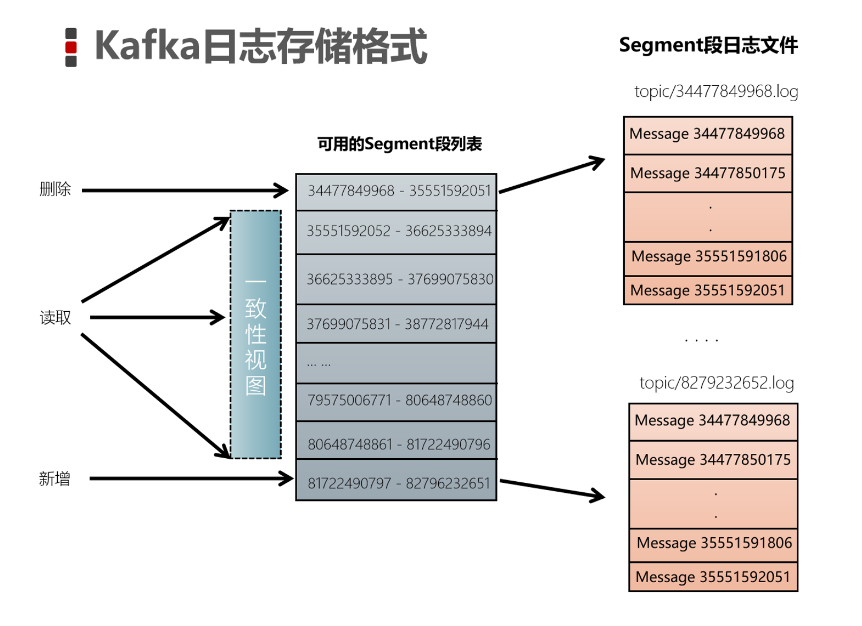 Kafka日志存储格式
Segment段日志文件
topic/34477849968.log
Message 34477849968
Message 34477850175
.
.
Message 35551591806
Message 35551592051
可用的Segment段列表
删除
34477849968 - 35551592051
35551592052 - 36625333894
36625333895 - 37699075830
37699075831 - 38772817944
... ...
79575006771 - 80648748860
80648748861 - 81722490796
81722490797 - 82796232651
一致性视图
读取
新增
. . . .
topic/8279232652.log
Message 34477849968
Message 34477850175
.
.
Message 35551591806
Message 35551592051